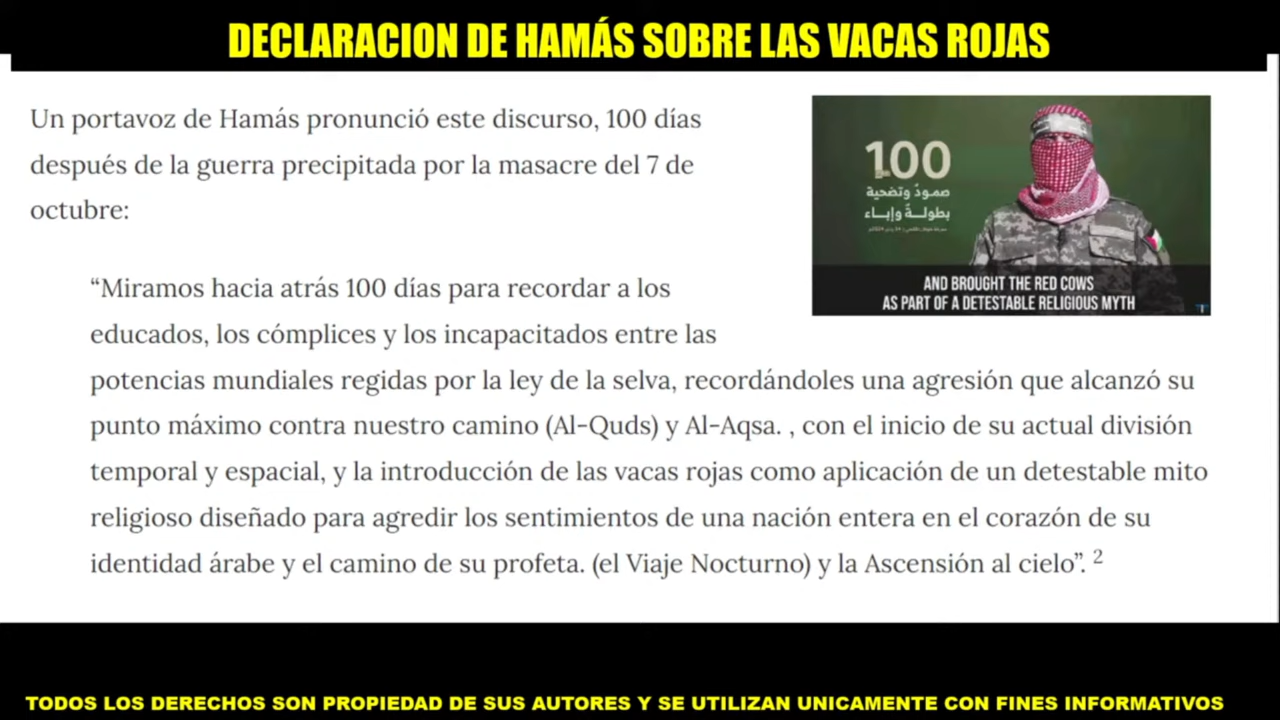 DECLARACION DE HAMÁS SOBRE LAS VACAS ROJAS
Un portavoz de Hamás pronunció este discurso, 100 días
después de la guerra precipitada por la masacre del 7 de
octubre:
100
صمودٌ وتضحية
بطولــةٌ وإبـــاء
AND BROUGHT THE RED COWS
AS PART OF A DETESTABLE RELIGIOUS MYTH
“Miramos hacia atrás 100 días para recordar a los
educados, los cómplices y los incapacitados entre las
potencias mundiales regidas por la ley de la selva, recordándoles una agresión que alcanzó su
punto máximo contra nuestro camino (Al-Quds) y Al-Aqsa. , con el inicio de su actual división
temporal y espacial, y la introducción de las vacas rojas como aplicación de un detestable mito
religioso diseñado para agredir los sentimientos de una nación entera en el corazón de su
identidad árabe y el camino de su profeta. (el Viaje Nocturno) y la Ascensión al cielo”. 2
TODOS LOS DERECHOS SON PROPIEDAD DE SUS AUTORES Y SE UTILIZAN UNICAMENTE CON FINES INFORMATIVOS